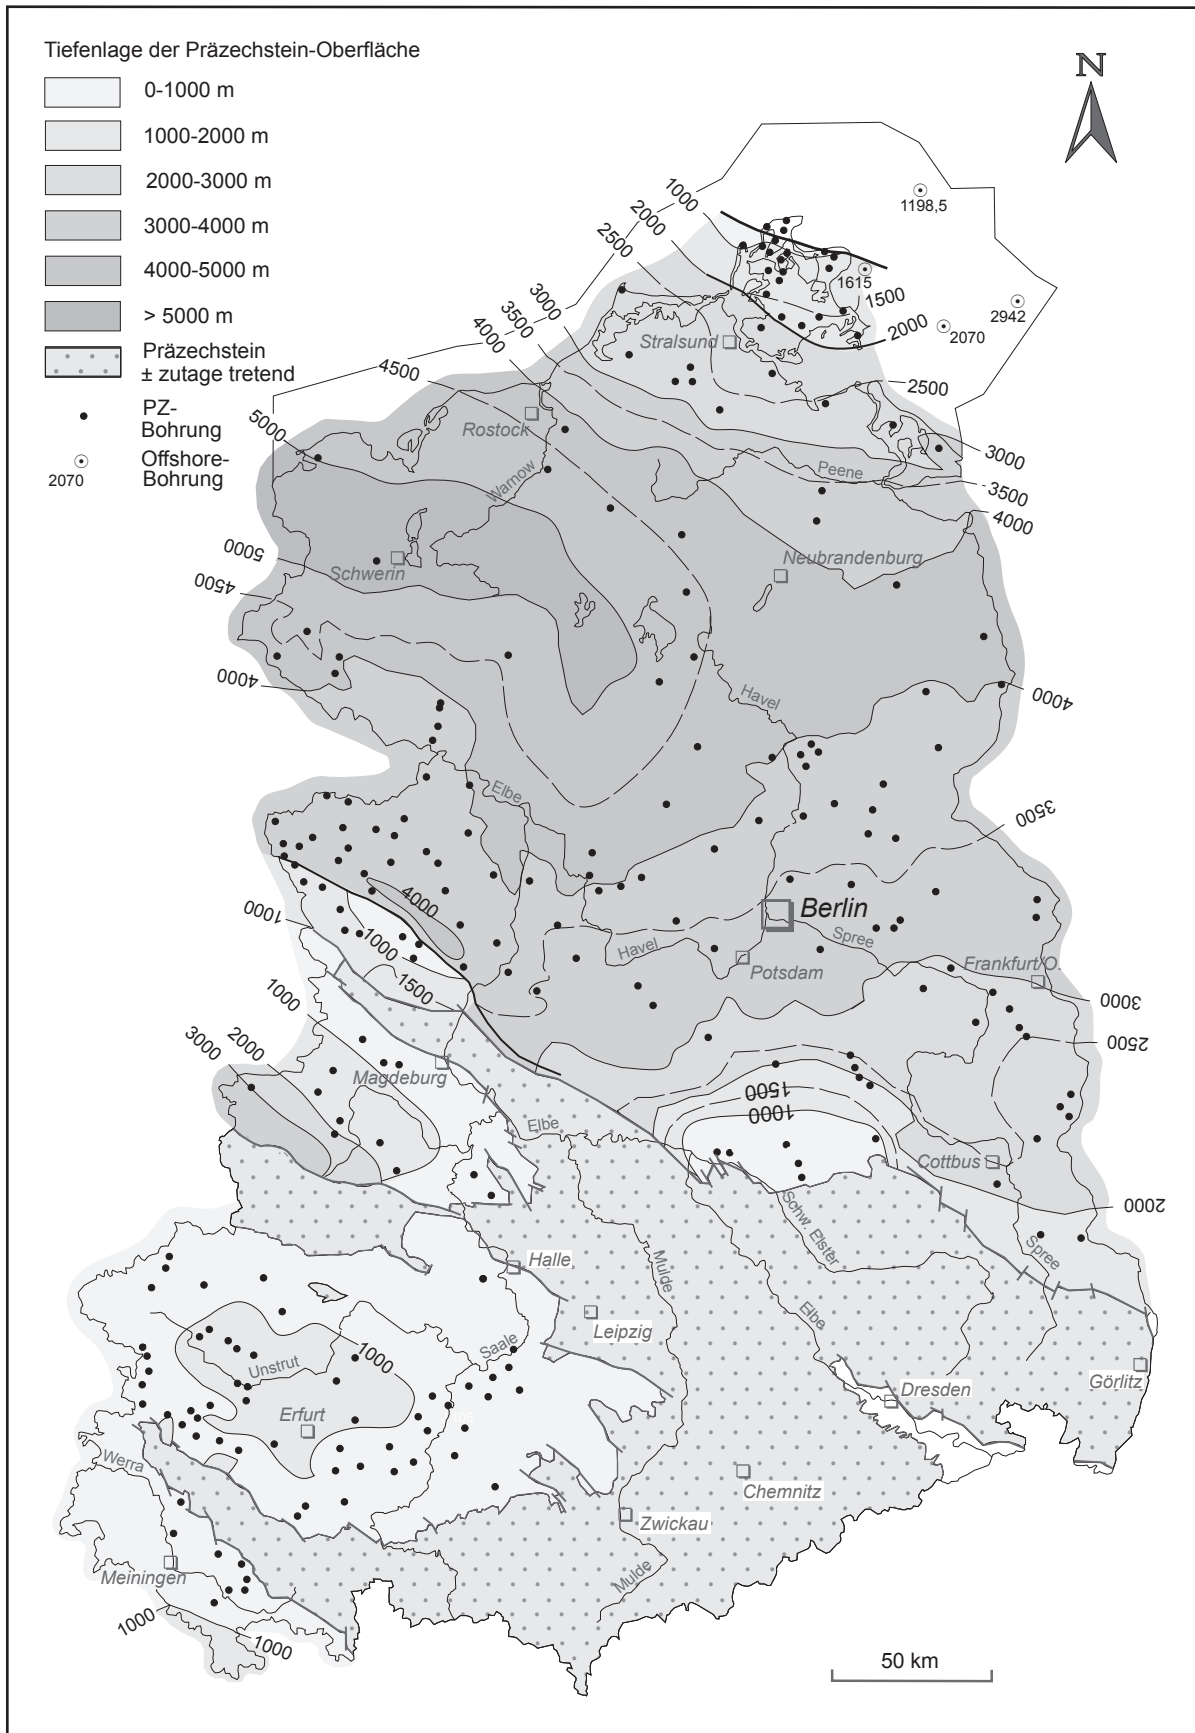 Tiefenlage der Präzechstein-Oberfläche
0-1000 m
1000-2000 m
2000-3000 m
3000-4000 m
4000-5000 m
> 5000 m
Präzechstein
± zutage tretend
PZ-
Bohrung
Offshore-
Bohrung
2070
N
1198,5
1615
2942
2070
1000
2000
2500
3000
3500
4000
4500
5000
1500
2000
2500
3000
3500
4000
Stralsund
Rostock
Warnow
Peene
Schwerin
Neubrandenburg
5000
4500
4000
Havel
4000
Elbe
3500
4000
1000
1000
1500
Berlin
Havel
Spree
Potsdam
Frankfurt/O.
3000
2500
1000
2000
3000
Magdeburg
Elbe
1500
1000
Cottbus
2000
Schw. Elster
Spree
Halle
Mulde
Elbe
Leipzig
Saale
1000
Unstrut
Erfurt
Dresden
Görlitz
Werra
Chemnitz
Zwickau
Mulde
Meiningen
1000
1000
50 km